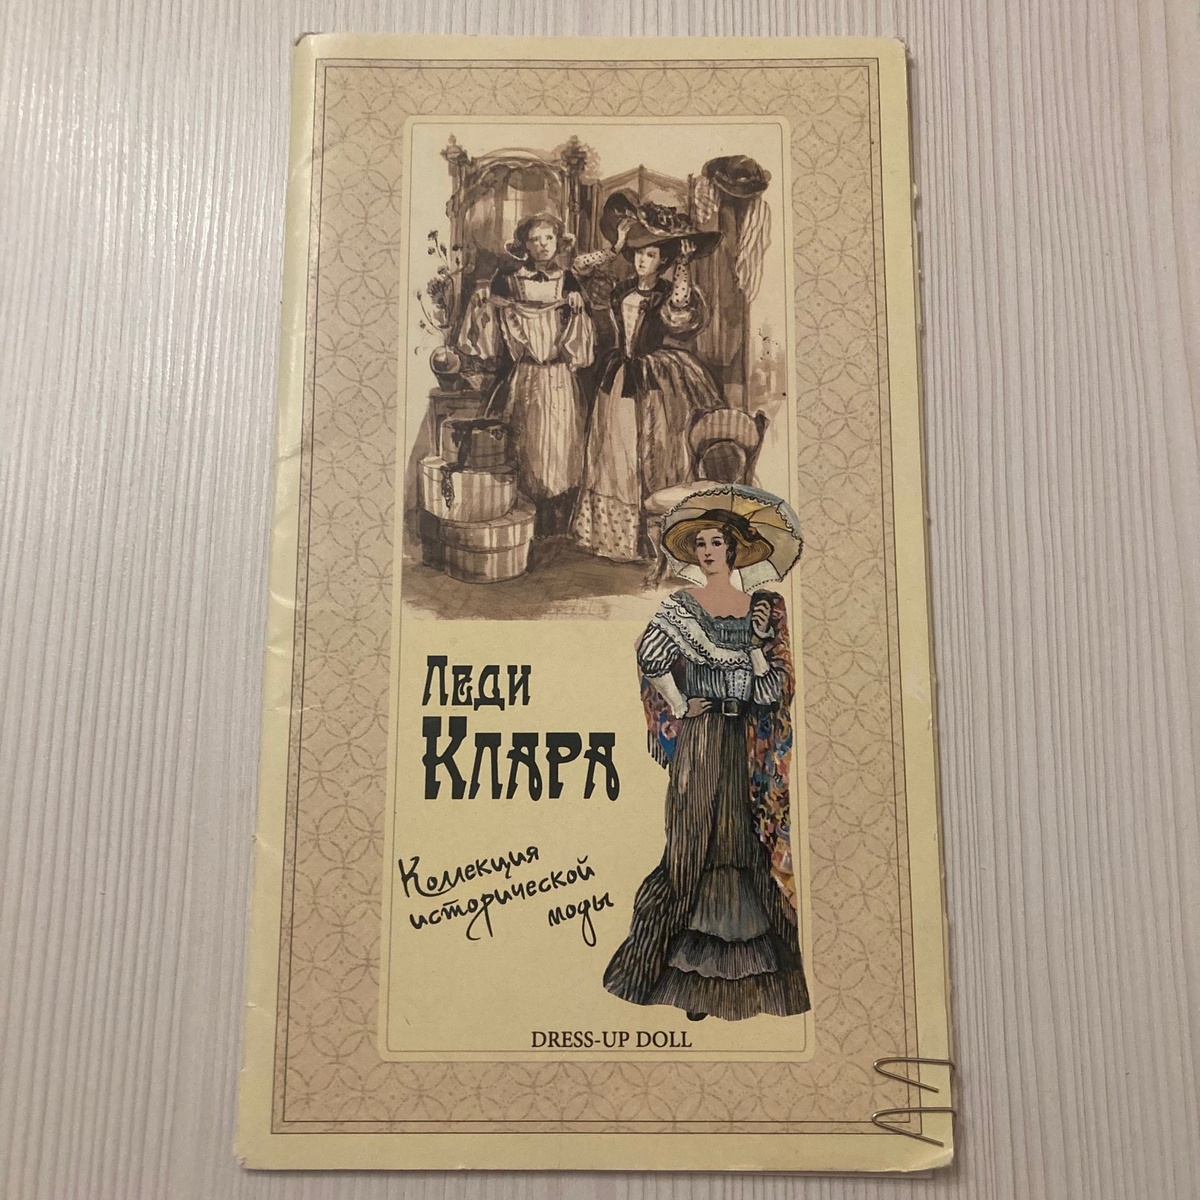 Леди
Клара
Коллекция
исторической
моды
DRESS-UP DOLL